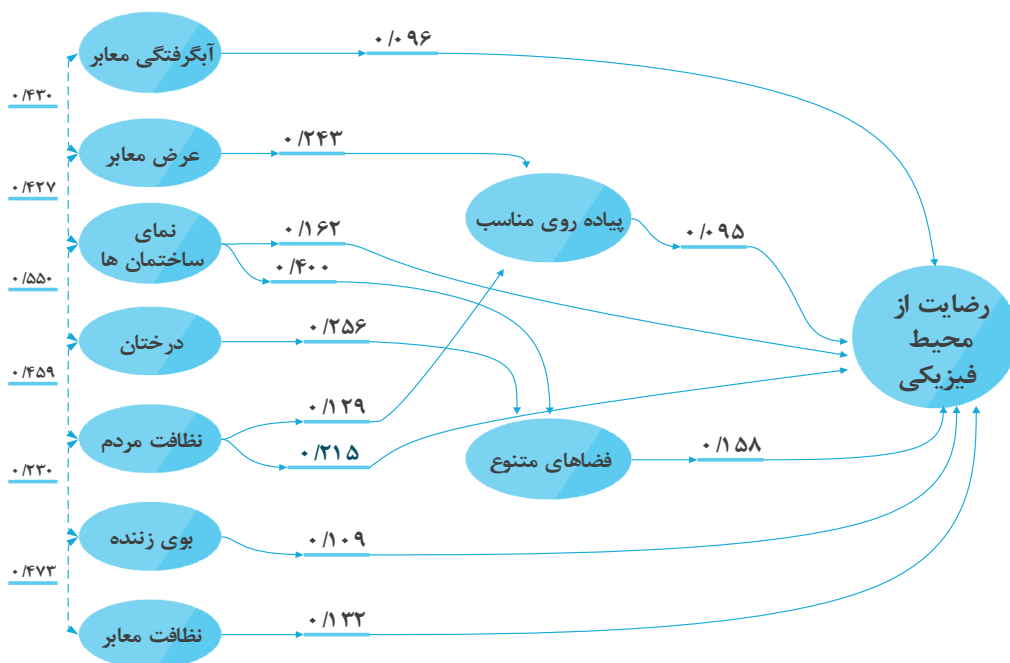 آبگرفتگی معابر
۰/۰۹۶
۰/۴۳۰
عرض معابر
۰/۲۴۳
۰/۴۲۷
پیاده روی مناسب
نمای
ساختمان ها
۰/۱۶۲
۰/۰۹۵
۰/۴۰۰
۰/۵۵۰
رضایت از
محیط
فیزیکی
درختان
۰/۲۵۶
۰/۴۵۹
نظافت مردم
۰/۱۲۹
۰/۲۱۵
فضاهای متنوع
۰/۱۵۸
۰/۲۳۰
بوی زننده
۰/۱۰۹
۰/۴۷۳
نظافت معابر
۰/۱۳۲